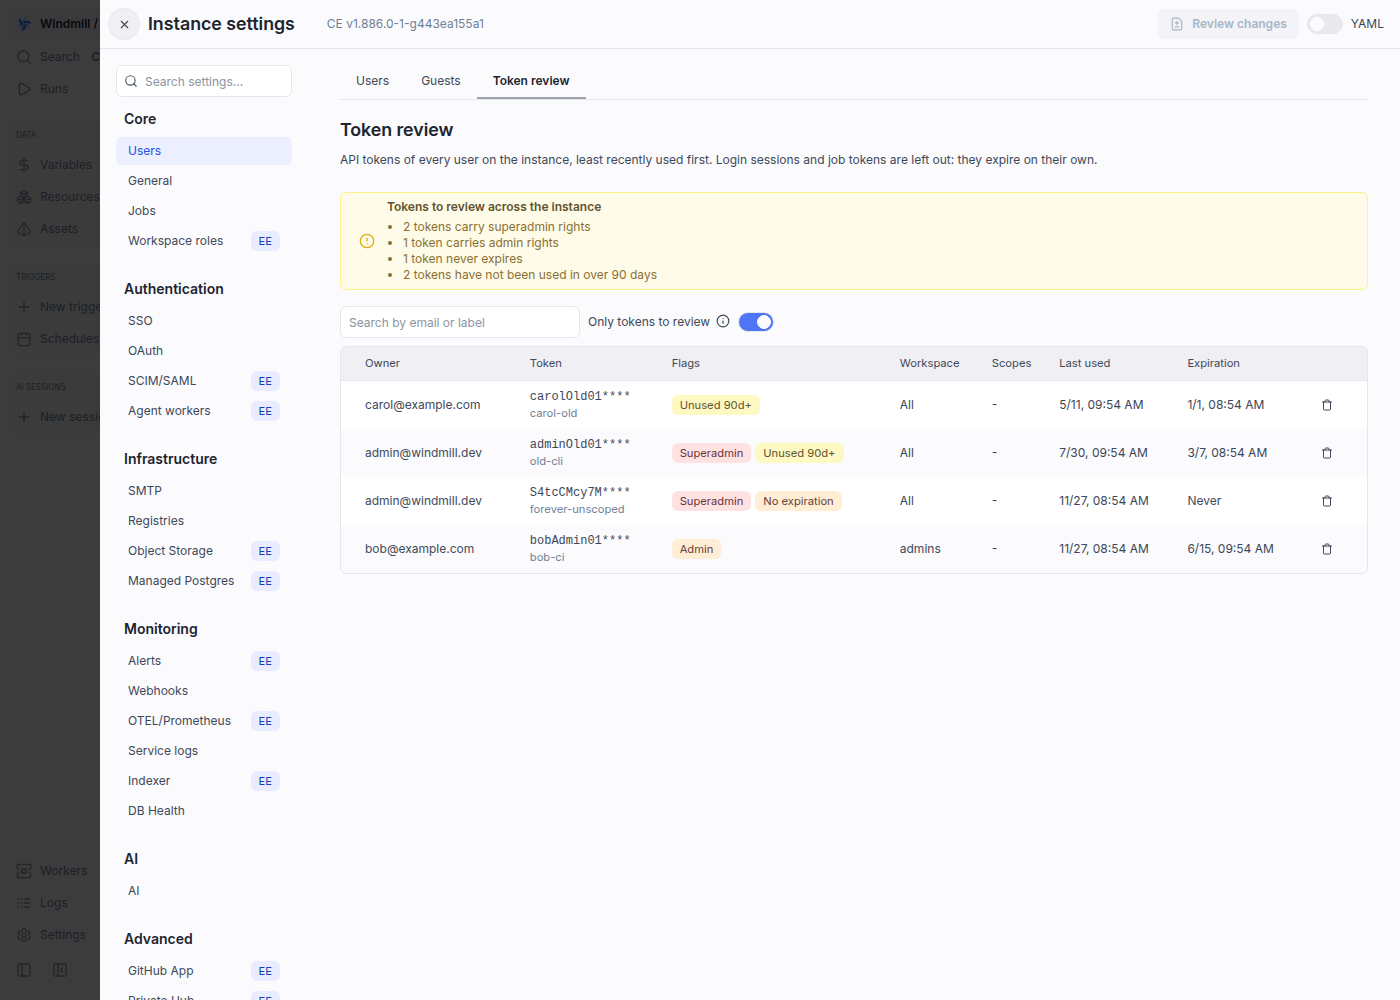 Windmill /
Search C
Runs
DATA
Variables
Resources
Assets
TRIGGERS
New trigge
Schedules
AI SESSIONS
New sessi
Workers
Logs
Settings
Instance settings
CE v1.886.0-1-g443ea155a1
Review changes
YAML
Search settings...
Core
Users
General
Jobs
Workspace roles EE
Authentication
SSO
OAuth
SCIM/SAML EE
Agent workers EE
Infrastructure
SMTP
Registries
Object Storage EE
Managed Postgres EE
Monitoring
Alerts EE
Webhooks
OTEL/Prometheus EE
Service logs
Indexer EE
DB Health
AI
AI
Advanced
GitHub App EE
Private Hub EE
Users Guests Token review
Token review
API tokens of every user on the instance, least recently used first. Login sessions and job tokens are left out: they expire on their own.
Tokens to review across the instance
• 2 tokens carry superadmin rights
• 1 token carries admin rights
• 1 token never expires
• 2 tokens have not been used in over 90 days
Search by email or label
Only tokens to review
Owner Token Flags Workspace Scopes Last used Expiration
carol@example.com carolOld01**** Unused 90d+ All - 5/11, 09:54 AM 1/1, 08:54 AM
carol-old
admin@windmill.dev adminOld01**** Superadmin Unused 90d+ All - 7/30, 09:54 AM 3/7, 08:54 AM
old-cli
admin@windmill.dev S4tcCMcy7M**** Superadmin No expiration All - 11/27, 08:54 AM Never
forever-unscoped
bob@example.com bobAdmin01**** Admin admins - 11/27, 08:54 AM 6/15, 09:54 AM
bob-ci